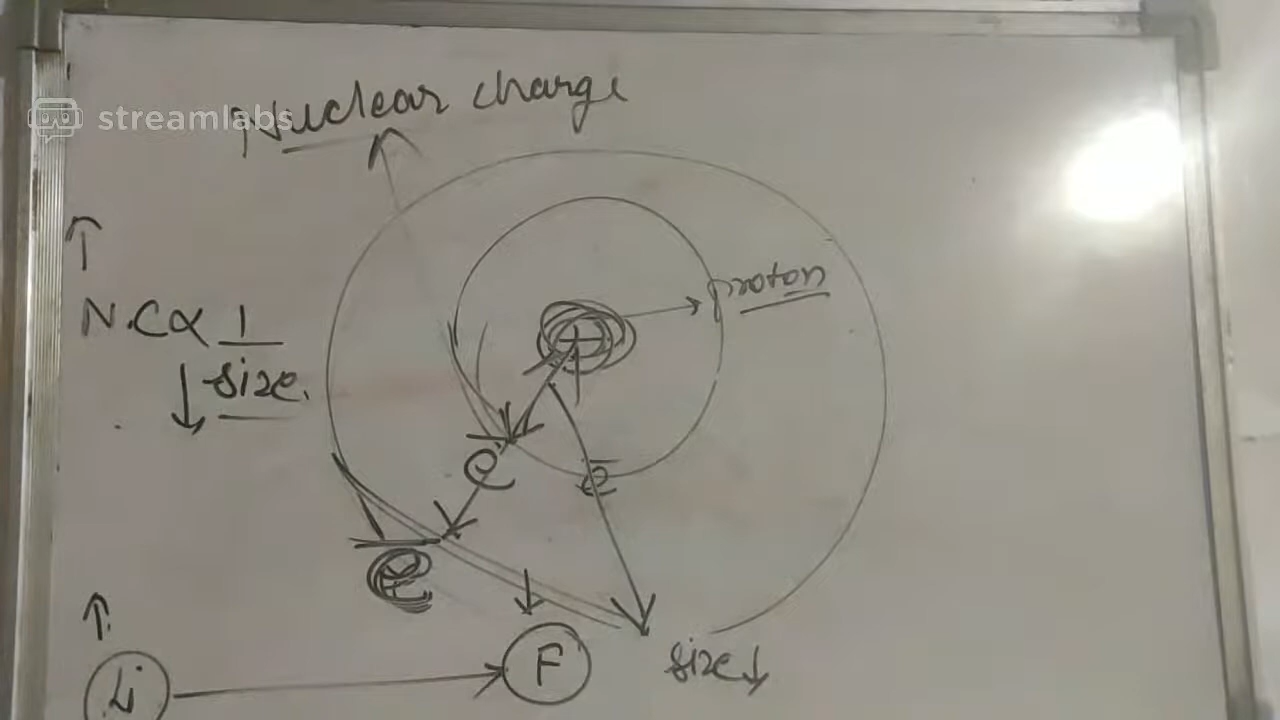 streamlabs
Nuclear charge
proton
↑
N.C ∝ 1
↓ size.
+
e
e
e
↑
↓
Li → F
size↓